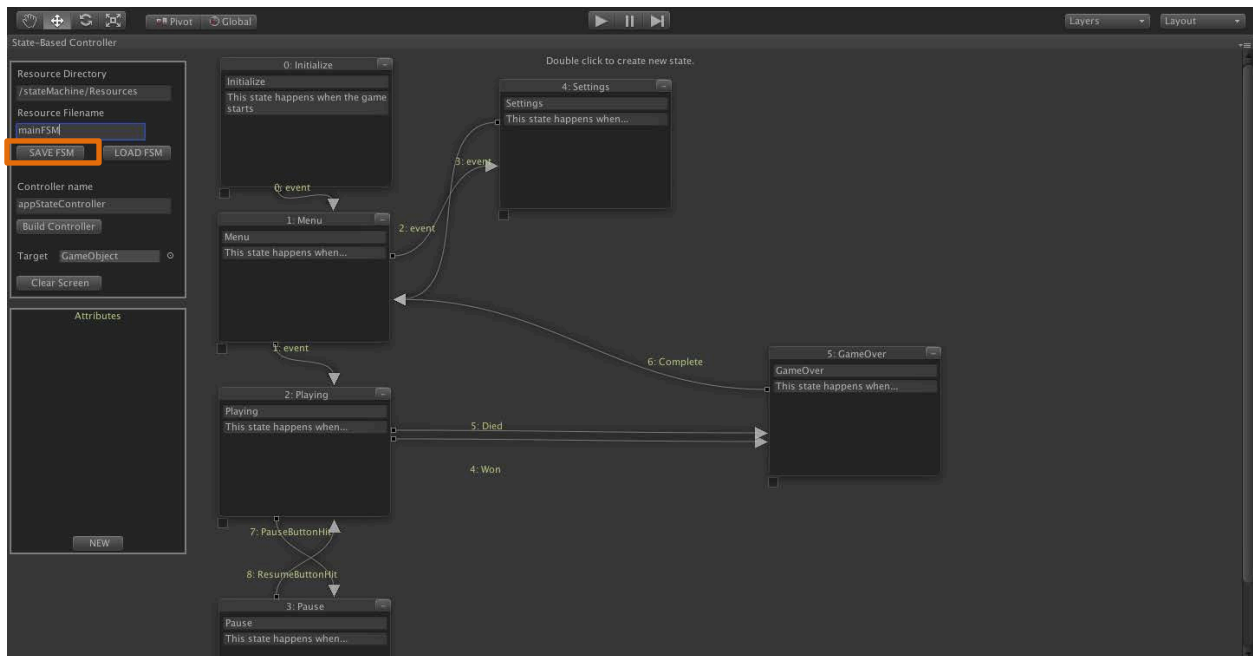 Pivot
Global
Layers
Layout
State-Based Controller
Double click to create new state.
Resource Directory
/stateMachine/Resources
Resource Filename
mainFSM
SAVE FSM
LOAD FSM
Controller name
appStateController
Build Controller
Target GameObject
Clear Screen
Attributes
NEW
0: Initialize
Initialize
This state happens when the game
starts
0: event
1: Menu
Menu
This state happens when...
1: event
2: event
3: event
4: Settings
Settings
This state happens when...
2: Playing
Playing
This state happens when...
5: Died
4: Won
6: Complete
5: GameOver
GameOver
This state happens when...
7: PauseButtonHit
8: ResumeButtonHit
3: Pause
Pause
This state happens when...